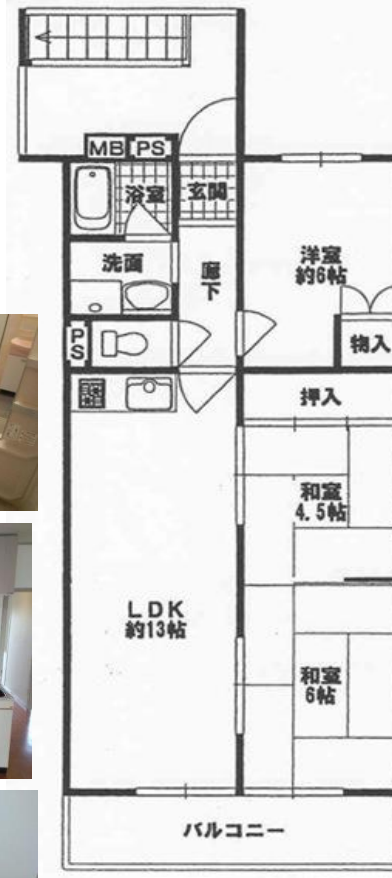 MB PS
浴室
玄関
洗面
廊下
洋室
約6帖
PS
物入
押入
和室
4.5帖
LDK
約13帖
和室
6帖
バルコニー